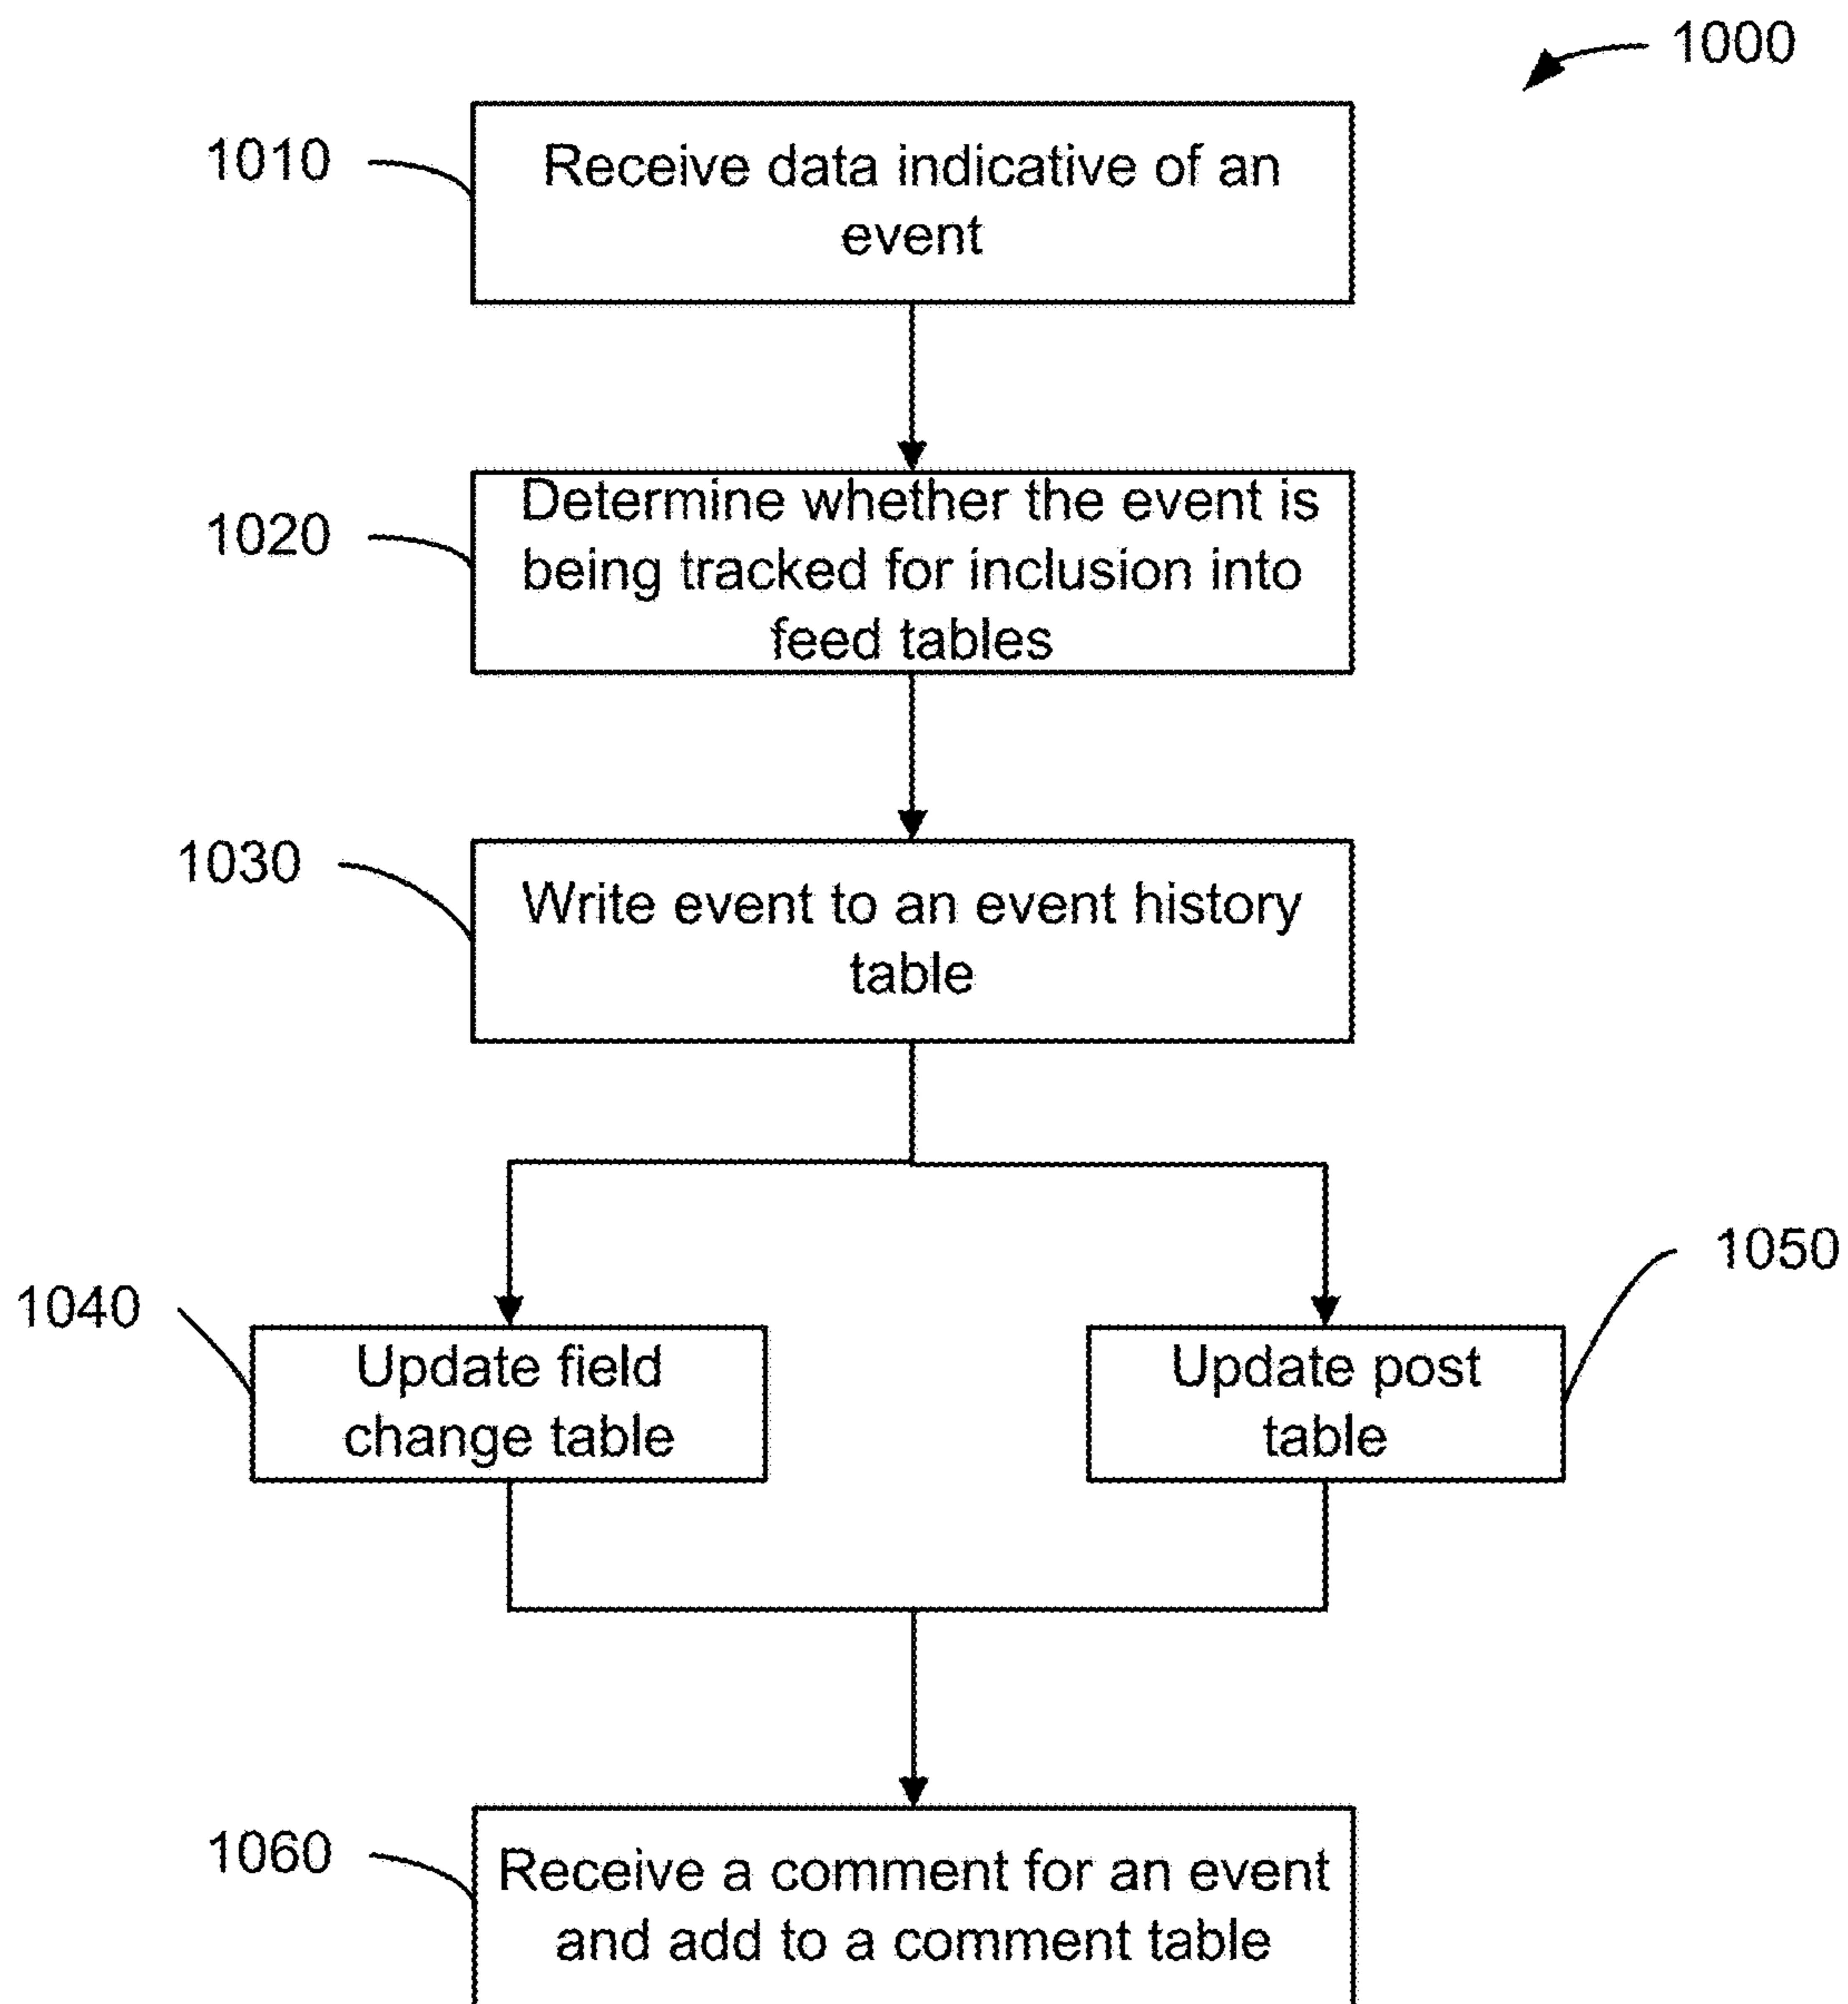 1000
1010
Receive data indicative of an
event
1020
Determine whether the event is
being tracked for inclusion into
feed tables
1030
Write event to an event history
table
1040
Update field
change table
1050
Update post
table
1060
Receive a comment for an event
and add to a comment table